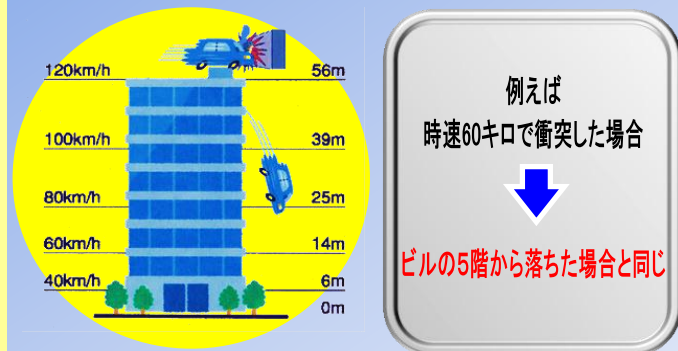 120km/h 56m
100km/h 39m
80km/h 25m
60km/h 14m
40km/h 6m
0m
例えば
時速60キロで衝突した場合
ビルの5階から落ちた場合と同じ